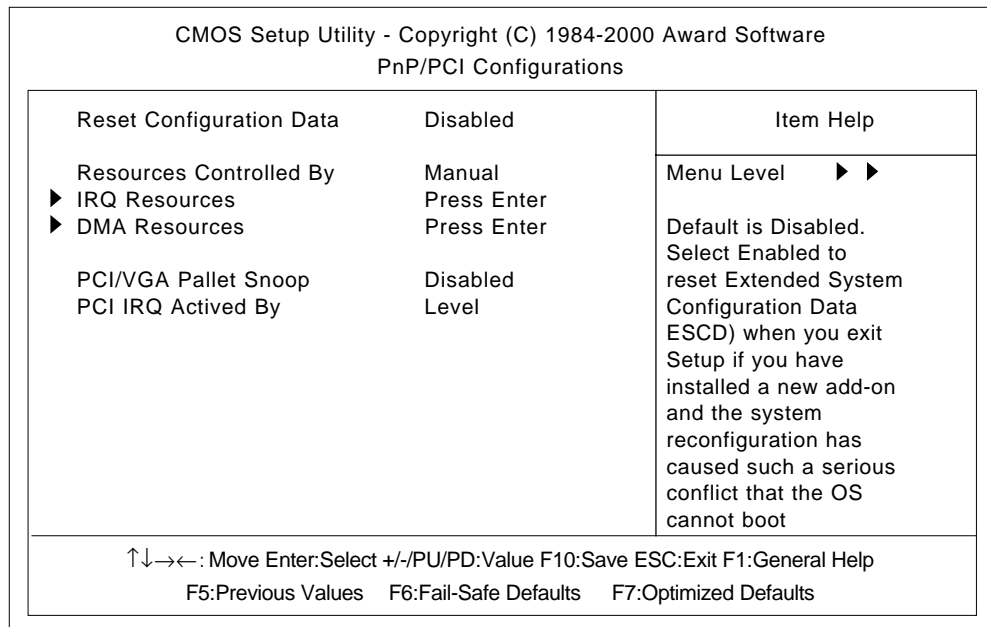 CMOS Setup Utility - Copyright (C) 1984-2000 Award Software
PnP/PCI Configurations
Reset Configuration Data Disabled
Resources Controlled By Manual
▶ IRQ Resources Press Enter
▶ DMA Resources Press Enter
PCI/VGA Pallet Snoop Disabled
PCI IRQ Actived By Level
Item Help
Menu Level ▶ ▶
Default is Disabled.
Select Enabled to
reset Extended System
Configuration Data
ESCD) when you exit
Setup if you have
installed a new add-on
and the system
reconfiguration has
caused such a serious
conflict that the OS
cannot boot
↑↓→←: Move Enter:Select +/-/PU/PD:Value F10:Save ESC:Exit F1:General Help
F5:Previous Values F6:Fail-Safe Defaults F7:Optimized Defaults